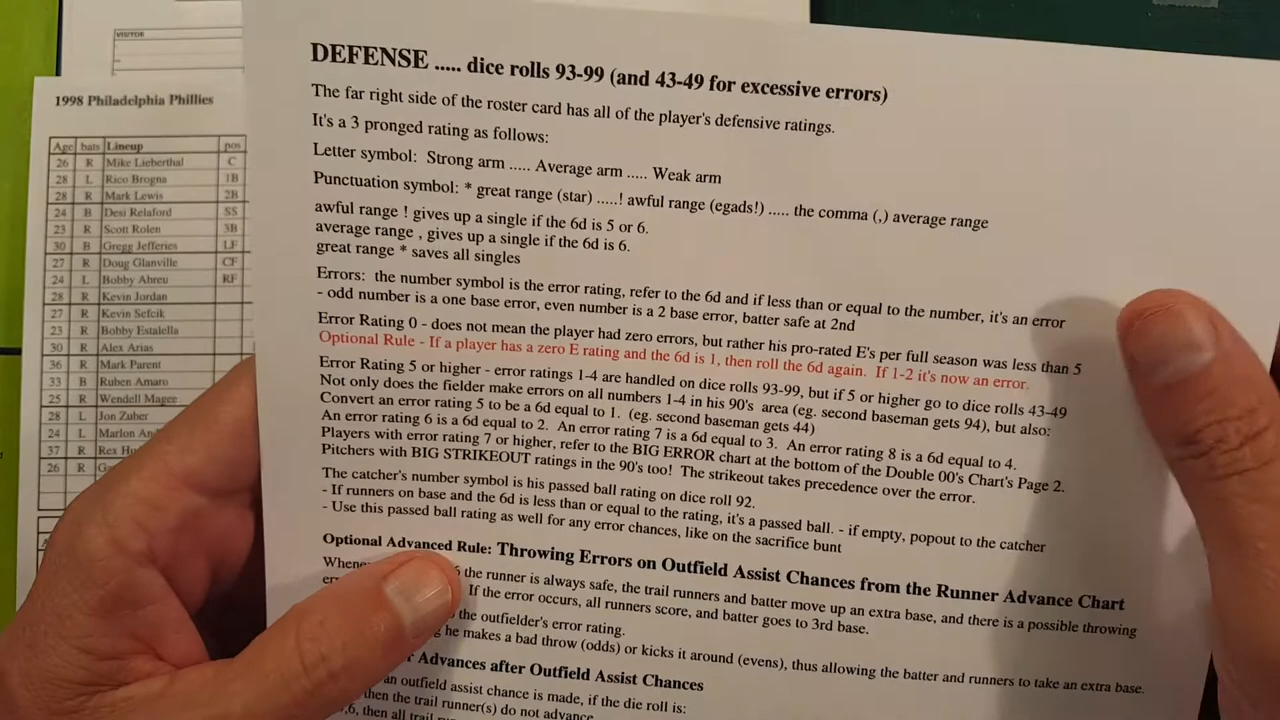 VISITOR
1998 Philadelphia Phillies
Age bats Lineup pos
26 R Mike Lieberthal C
28 L Rico Brogna 1B
28 R Mark Lewis 2B
24 B Desi Relaford SS
23 R Scott Rolen 3B
30 B Gregg Jefferies LF
27 R Doug Glanville CF
24 L Bobby Abreu RF
28 R Kevin Jordan
27 R Kevin Sefcik
23 R Bobby Estalella
30 R Alex Arias
36 R Mark Parent
33 B Ruben Amaro
25 R Wendell Magee
28 L Jon Zuber
24 L Marlon
37 R Rex
26 R
DEFENSE ..... dice rolls 93-99 (and 43-49 for excessive errors)
The far right side of the roster card has all of the player's defensive ratings.
It's a 3 pronged rating as follows:
Letter symbol: Strong arm ..... Average arm ..... Weak arm
Punctuation symbol: * great range (star) .....! awful range (egads!) ..... the comma (,) average range
awful range ! gives up a single if the 6d is 5 or 6.
average range , gives up a single if the 6d is 6.
great range * saves all singles
Errors: the number symbol is the error rating, refer to the 6d and if less than or equal to the number, it's an error
- odd number is a one base error, even number is a 2 base error, batter safe at 2nd
Error Rating 0 - does not mean the player had zero errors, but rather his pro-rated E's per full season was less than 5
Optional Rule - If a player has a zero E rating and the 6d is 1, then roll the 6d again. If 1-2 it's now an error.
Error Rating 5 or higher - error ratings 1-4 are handled on dice rolls 93-99, but if 5 or higher go to dice rolls 43-49
Not only does the fielder make errors on all numbers 1-4 in his 90's area (eg. second baseman gets 94), but also:
Convert an error rating 5 to be a 6d equal to 1. (eg. second baseman gets 44)
An error rating 6 is a 6d equal to 2. An error rating 7 is a 6d equal to 3. An error rating 8 is a 6d equal to 4.
Players with error rating 7 or higher, refer to the BIG ERROR chart at the bottom of the Double 00's Chart's Page 2.
Pitchers with BIG STRIKEOUT ratings in the 90's too! The strikeout takes precedence over the error.
The catcher's number symbol is his passed ball rating on dice roll 92.
- If runners on base and the 6d is less than or equal to the rating, it's a passed ball. - if empty, popout to the catcher
- Use this passed ball rating as well for any error chances, like on the sacrifice bunt
Optional Advanced Rule: Throwing Errors on Outfield Assist Chances from the Runner Advance Chart
6 the runner is always safe, the trail runners and batter move up an extra base, and there is a possible throwing
If the error occurs, all runners score, and batter goes to 3rd base.
the outfielder's error rating.
he makes a bad throw (odds) or kicks it around (evens), thus allowing the batter and runners to take an extra base.
Advances after Outfield Assist Chances
an outfield assist chance is made, if the die roll is:
then the trail runner(s) do not advance
,6, then all trail